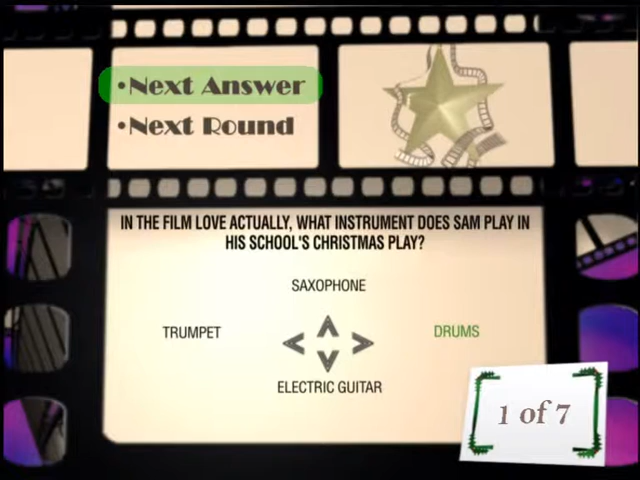 •Next Answer
•Next Round
IN THE FILM LOVE ACTUALLY, WHAT INSTRUMENT DOES SAM PLAY IN
HIS SCHOOL'S CHRISTMAS PLAY?
SAXOPHONE
TRUMPET
DRUMS
ELECTRIC GUITAR
1 of 7